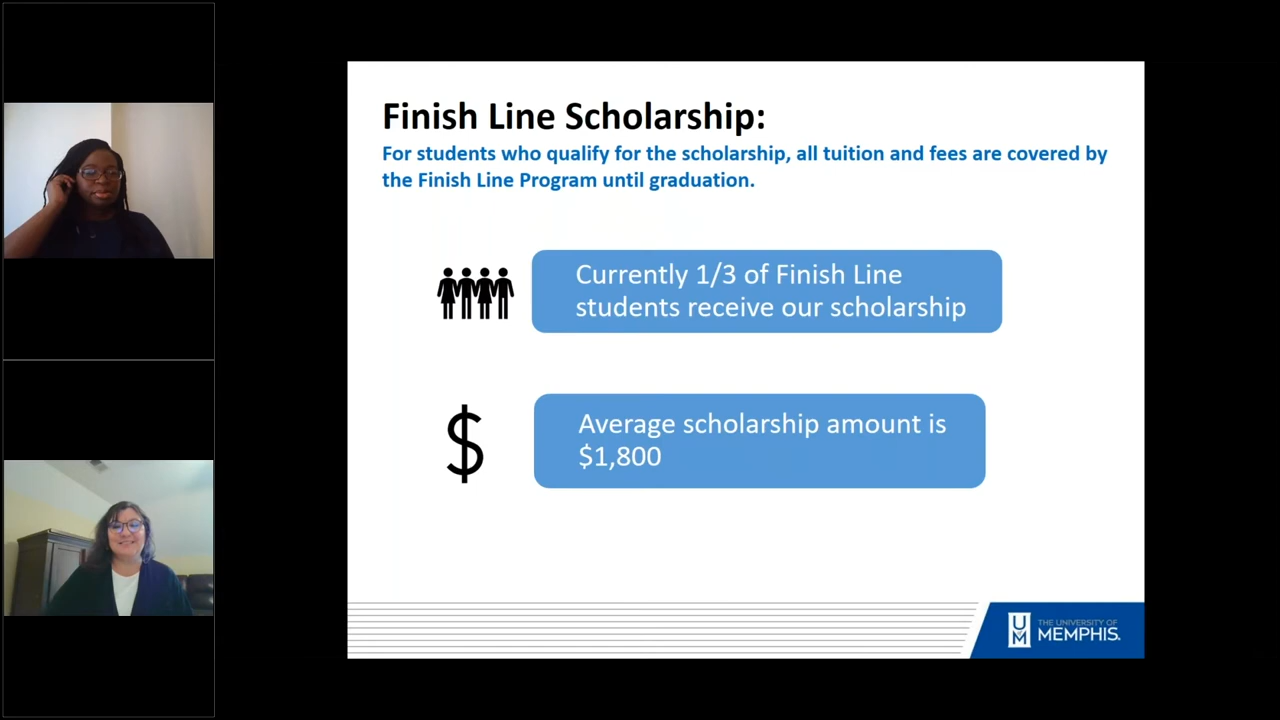 Finish Line Scholarship:
For students who qualify for the scholarship, all tuition and fees are covered by
the Finish Line Program until graduation.
Currently 1/3 of Finish Line
students receive our scholarship
$
Average scholarship amount is
$1,800
UM
THE UNIVERSITY OF
MEMPHIS.